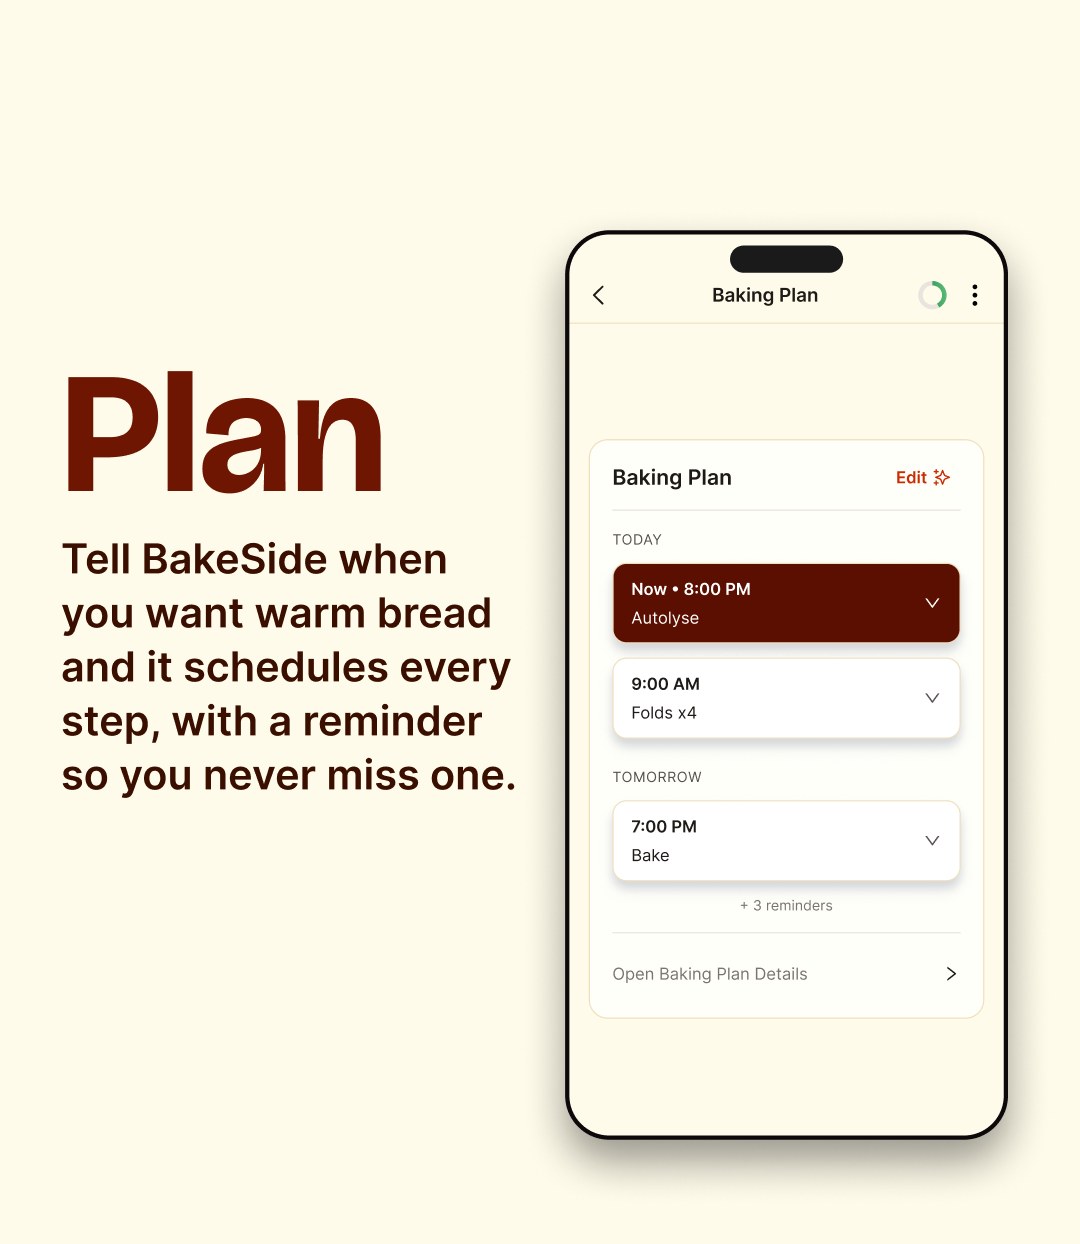 Plan
Tell BakeSide when
you want warm bread
and it schedules every
step, with a reminder
so you never miss one.
Baking Plan
Baking Plan
Edit
TODAY
Now • 8:00 PM
Autolyse
9:00 AM
Folds x4
TOMORROW
7:00 PM
Bake
+ 3 reminders
Open Baking Plan Details